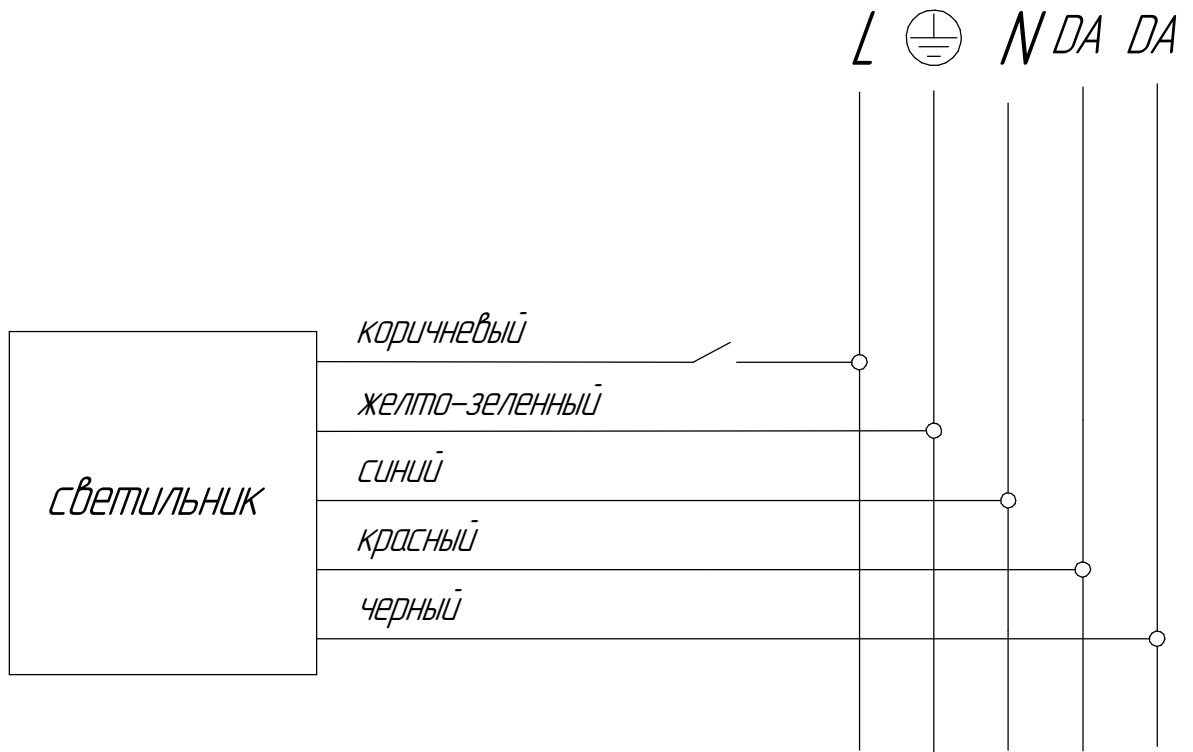 L N DA DA
коричневый
желто-зеленный
синий
светильник
красный
черный